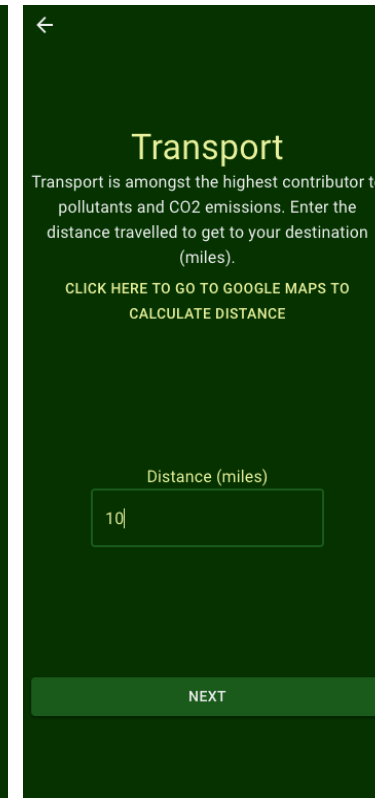 Transport
Transport is amongst the highest contributor to
pollutants and CO2 emissions. Enter the
distance travelled to get to your destination
(miles).
CLICK HERE TO GO TO GOOGLE MAPS TO
CALCULATE DISTANCE
Distance (miles)
10
NEXT